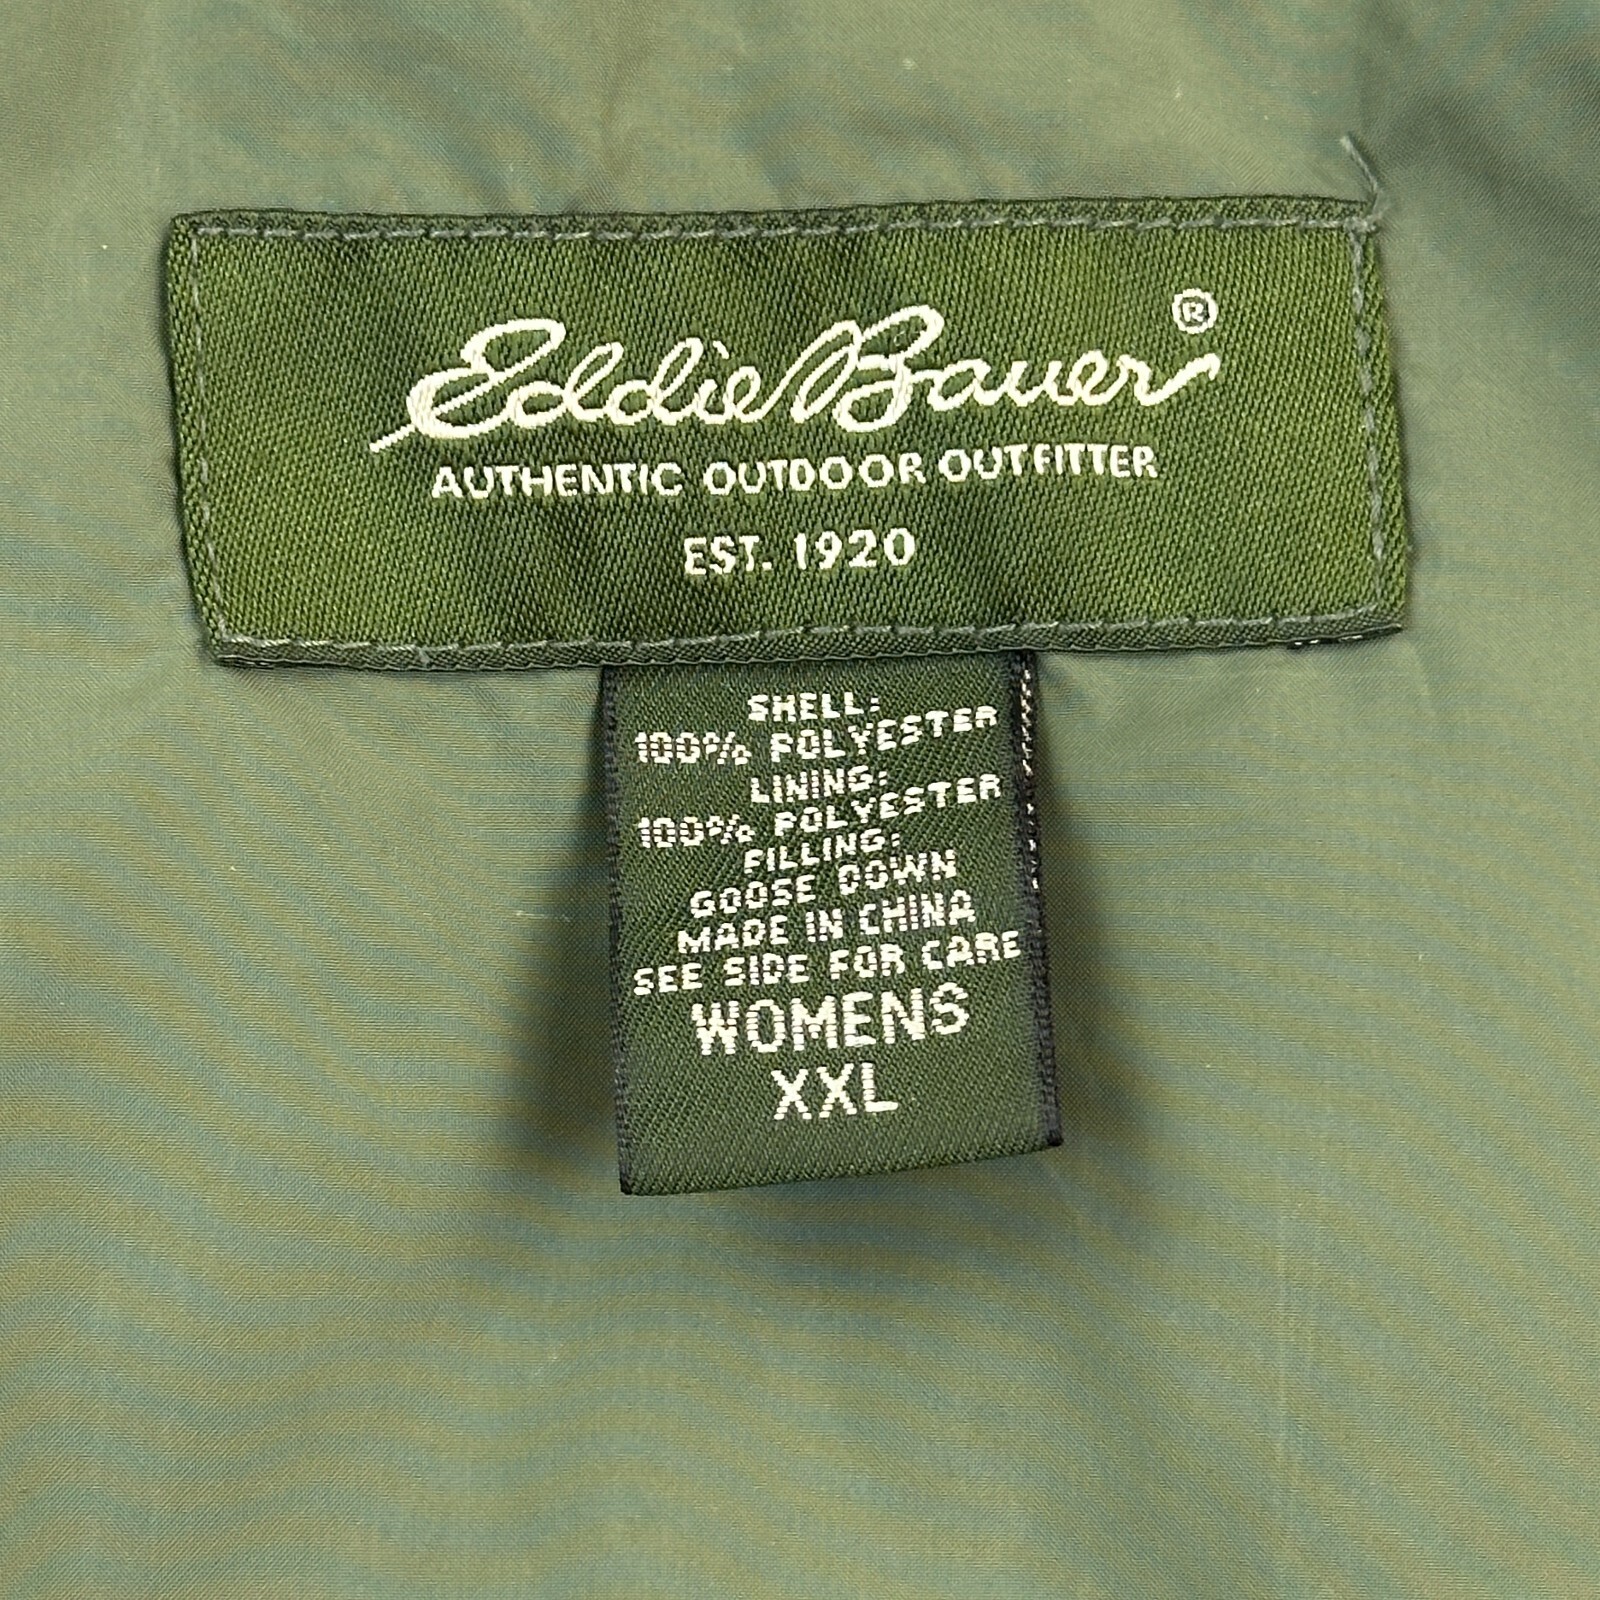 Eddie Bauer ®
AUTHENTIC OUTDOOR OUTFITTER
EST. 1920
SHELL:
100% POLYESTER
LINING:
100% POLYESTER
FILLING:
GOOSE DOWN
MADE IN CHINA
SEE SIDE FOR CARE
WOMENS
XXL